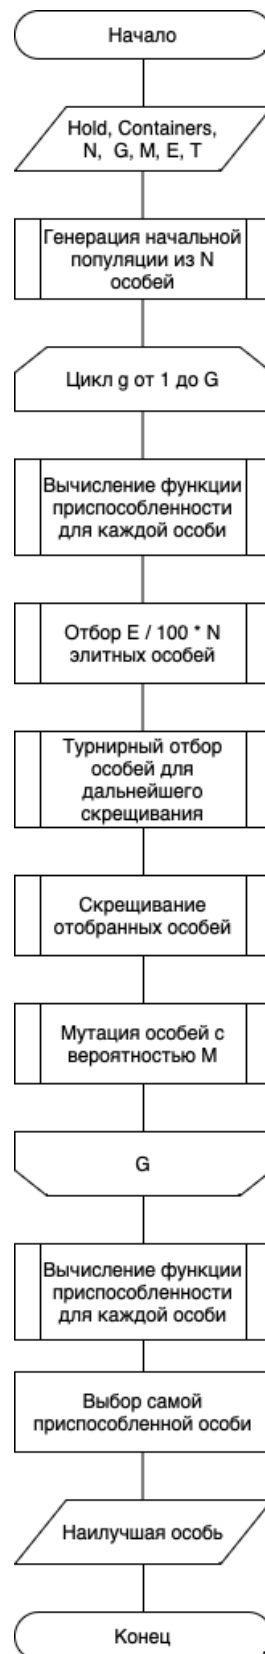 Начало
Hold, Containers,
N, G, M, E, T
Генерация начальной
популяции из N
особей
Цикл g от 1 до G
Вычисление функции
приспособленности
для каждой особи
Отбор E / 100 * N
элитных особей
Турнирный отбор
особей для
дальнейшего
скрещивания
Скрещивание
отобранных особей
Мутация особей с
вероятностью M
G
Вычисление функции
приспособленности
для каждой особи
Выбор самой
приспособленной особи
Наилучшая особь
Конец